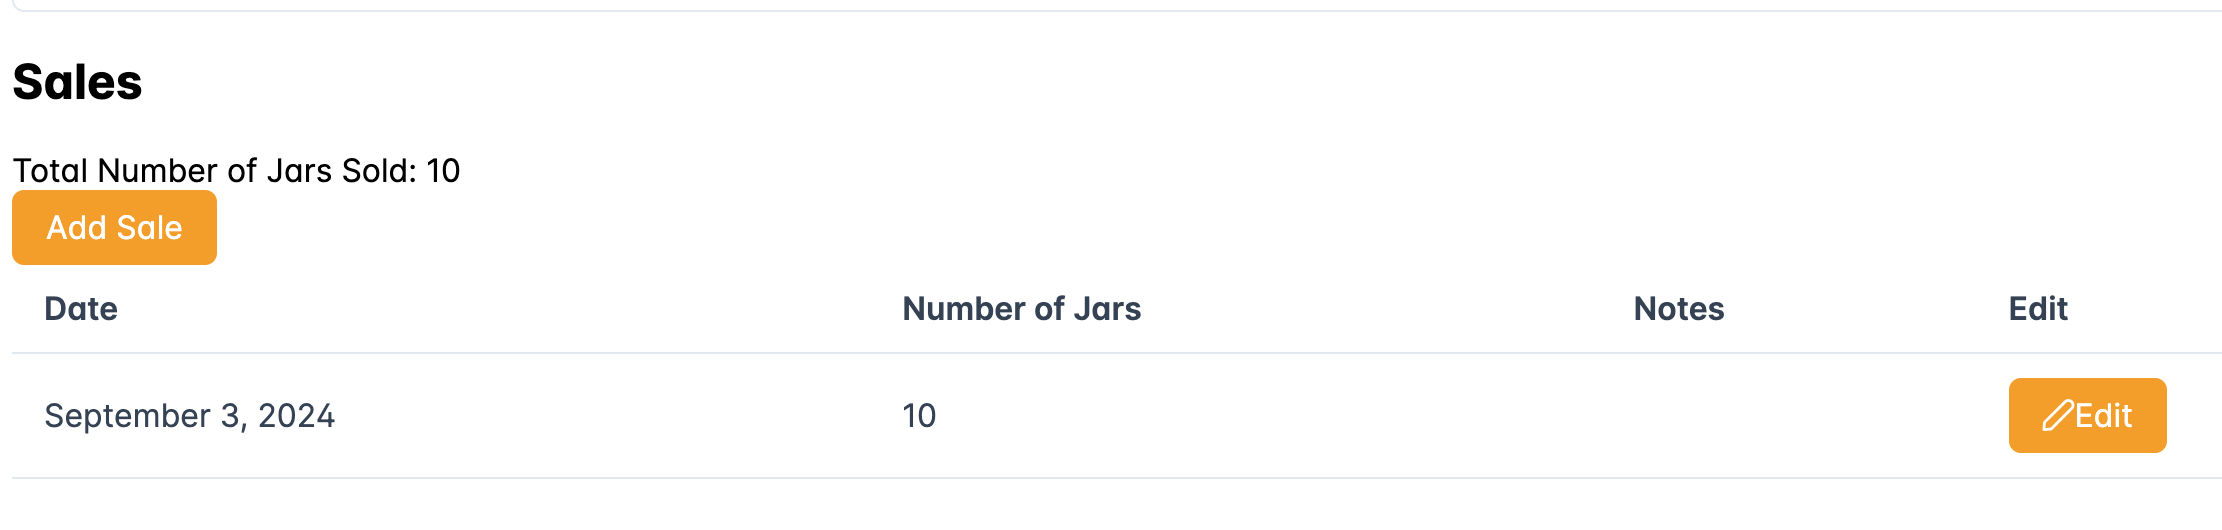 Sales
Total Number of Jars Sold: 10
Add Sale
Date Number of Jars Notes Edit
September 3, 2024 10 Edit